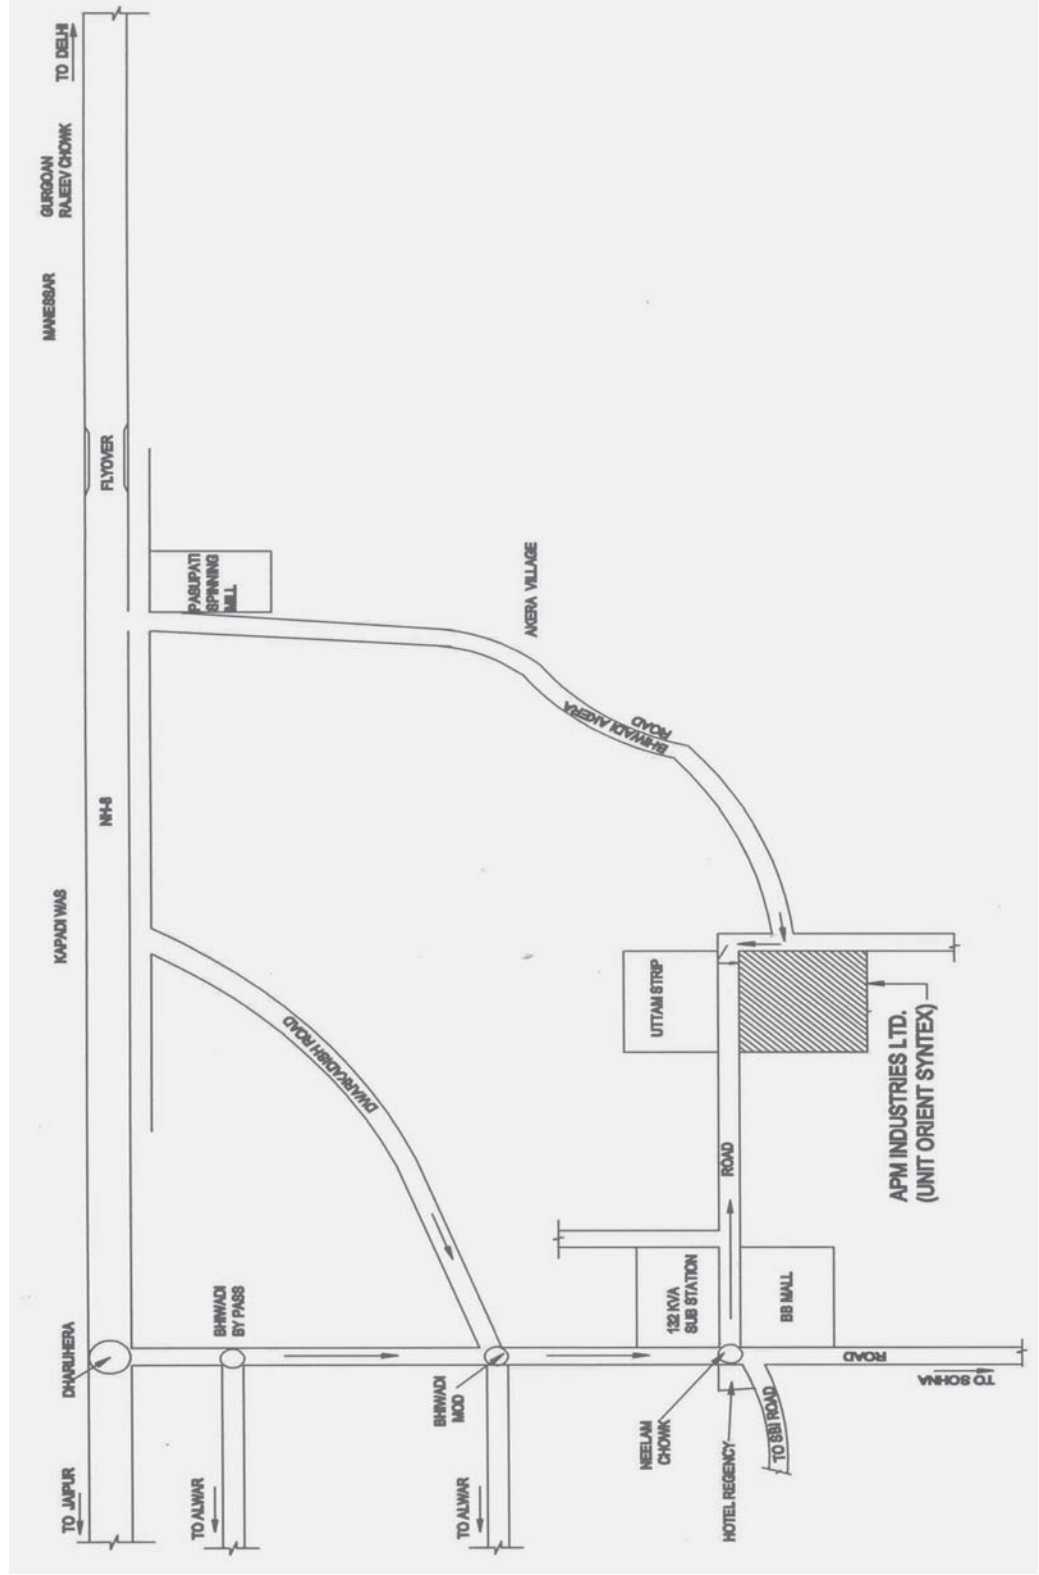 TO JAIPUR
DHARUHERA
KAPADIWAS
MANESSAR
GURGOAN
RAJEEV CHOWK
TO DELHI
NH-8
FLYOVER
PASUPATI
SPINNING
MILL
TO ALWAR
BHIWADI
BY PASS
DWARKADISH ROAD
AKERA VILLAGE
BHIWADI AKERA
ROAD
TO ALWAR
BHIWADI
MOD
NEELAM
CHOWK
132 KVA
SUB STATION
UTTAM STRIP
ROAD
HOTEL REGENCY
TO SBI ROAD
BB MALL
ROAD
TO SOHNA
APM INDUSTRIES LTD.
(UNIT ORIENT SYNTEX)